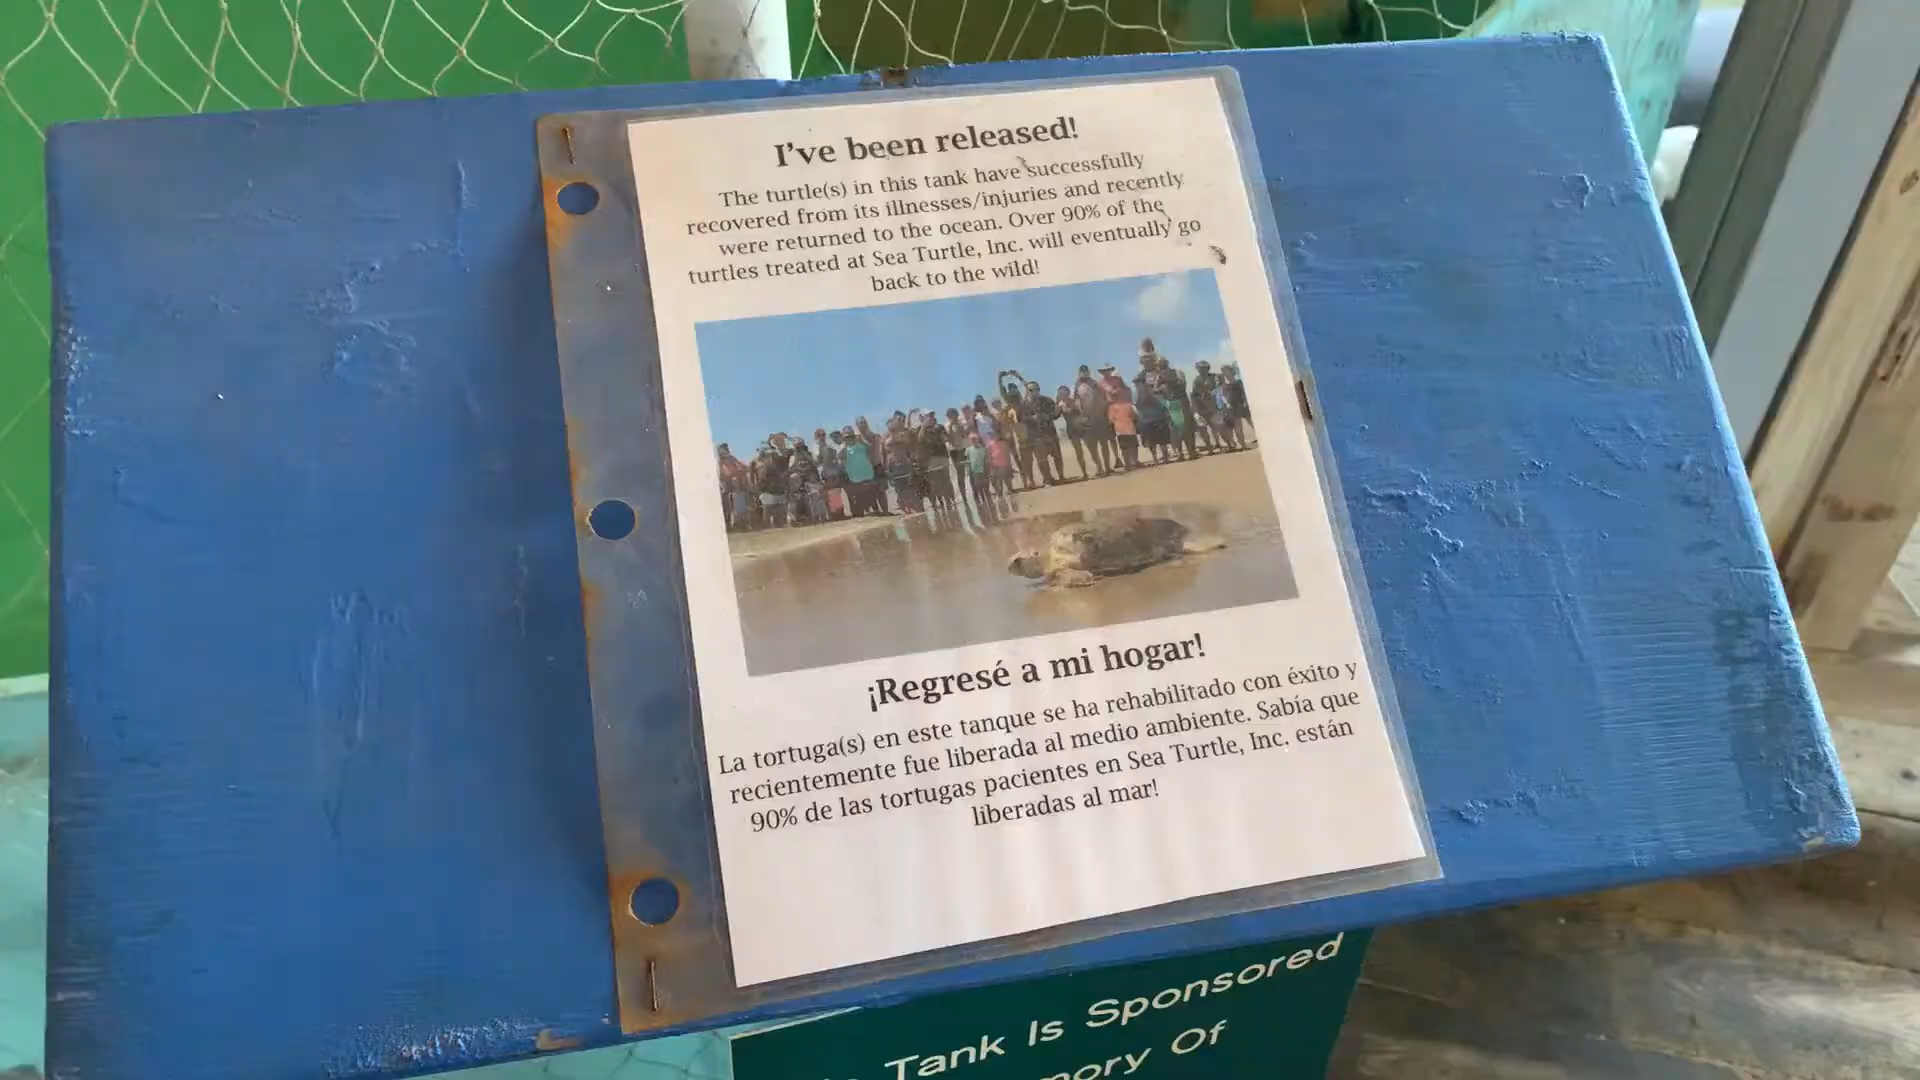 I've been released!
The turtle(s) in this tank have successfully
recovered from its illnesses/injuries and recently
were returned to the ocean. Over 90% of the
turtles treated at Sea Turtle, Inc. will eventually go
back to the wild!
¡Regresé a mi hogar!
La tortuga(s) en este tanque se ha rehabilitado con éxito y
recientemente fue liberada al medio ambiente. Sabía que
90% de las tortugas pacientes en Sea Turtle, Inc. están
liberadas al mar!
Tank Is Sponsored
Of